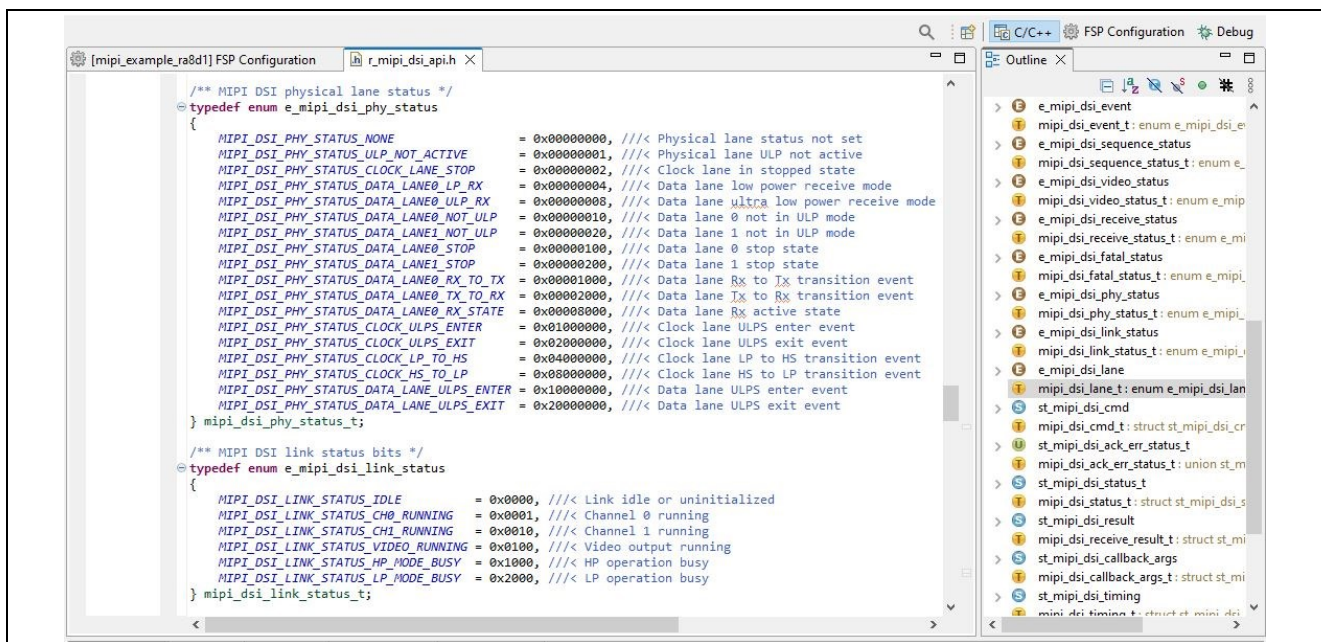 C/C++ FSP Configuration Debug
[mipi_example_ra8d1] FSP Configuration
r_mipi_dsi_api.h
/** MIPI DSI physical lane status */
typedef enum e_mipi_dsi_phy_status
{
MIPI_DSI_PHY_STATUS_NONE = 0x00000000, ///< Physical lane status not set
MIPI_DSI_PHY_STATUS_ULP_NOT_ACTIVE = 0x00000001, ///< Physical lane ULP not active
MIPI_DSI_PHY_STATUS_CLOCK_LANE_STOP = 0x00000002, ///< Clock lane in stopped state
MIPI_DSI_PHY_STATUS_DATA_LANE0_LP_RX = 0x00000004, ///< Data lane low power receive mode
MIPI_DSI_PHY_STATUS_DATA_LANE0_ULP_RX = 0x00000008, ///< Data lane ultra low power receive mode
MIPI_DSI_PHY_STATUS_DATA_LANE0_NOT_ULP = 0x00000010, ///< Data lane 0 not in ULP mode
MIPI_DSI_PHY_STATUS_DATA_LANE1_NOT_ULP = 0x00000020, ///< Data lane 1 not in ULP mode
MIPI_DSI_PHY_STATUS_DATA_LANE0_STOP = 0x00000100, ///< Data lane 0 stop state
MIPI_DSI_PHY_STATUS_DATA_LANE1_STOP = 0x00000200, ///< Data lane 1 stop state
MIPI_DSI_PHY_STATUS_DATA_LANE0_RX_TO_TX = 0x00001000, ///< Data lane Rx to Tx transition event
MIPI_DSI_PHY_STATUS_DATA_LANE0_TX_TO_RX = 0x00002000, ///< Data lane Tx to Rx transition event
MIPI_DSI_PHY_STATUS_DATA_LANE0_RX_STATE = 0x00008000, ///< Data lane Rx active state
MIPI_DSI_PHY_STATUS_CLOCK_ULPS_ENTER = 0x01000000, ///< Clock lane ULPS enter event
MIPI_DSI_PHY_STATUS_CLOCK_ULPS_EXIT = 0x02000000, ///< Clock lane ULPS exit event
MIPI_DSI_PHY_STATUS_CLOCK_LP_TO_HS = 0x04000000, ///< Clock lane LP to HS transition event
MIPI_DSI_PHY_STATUS_CLOCK_HS_TO_LP = 0x08000000, ///< Clock lane HS to LP transition event
MIPI_DSI_PHY_STATUS_DATA_LANE_ULPS_ENTER = 0x10000000, ///< Data lane ULPS enter event
MIPI_DSI_PHY_STATUS_DATA_LANE_ULPS_EXIT = 0x20000000, ///< Data lane ULPS exit event
} mipi_dsi_phy_status_t;
/** MIPI DSI link status bits */
typedef enum e_mipi_dsi_link_status
{
MIPI_DSI_LINK_STATUS_IDLE = 0x0000, ///< Link idle or uninitialized
MIPI_DSI_LINK_STATUS_CH0_RUNNING = 0x0001, ///< Channel 0 running
MIPI_DSI_LINK_STATUS_CH1_RUNNING = 0x0010, ///< Channel 1 running
MIPI_DSI_LINK_STATUS_VIDEO_RUNNING = 0x0100, ///< Video output running
MIPI_DSI_LINK_STATUS_HP_MODE_BUSY = 0x1000, ///< HP operation busy
MIPI_DSI_LINK_STATUS_LP_MODE_BUSY = 0x2000, ///< LP operation busy
} mipi_dsi_link_status_t;
Outline
e_mipi_dsi_event
mipi_dsi_event_t : enum e_mipi_dsi_e
e_mipi_dsi_sequence_status
mipi_dsi_sequence_status_t : enum e_
e_mipi_dsi_video_status
mipi_dsi_video_status_t : enum e_mip
e_mipi_dsi_receive_status
mipi_dsi_receive_status_t : enum e_mi
e_mipi_dsi_fatal_status
mipi_dsi_fatal_status_t : enum e_mipi_
e_mipi_dsi_phy_status
mipi_dsi_phy_status_t : enum e_mipi_
e_mipi_dsi_link_status
mipi_dsi_link_status_t : enum e_mipi_
e_mipi_dsi_lane
mipi_dsi_lane_t : enum e_mipi_dsi_lan
st_mipi_dsi_cmd
mipi_dsi_cmd_t : struct st_mipi_dsi_c
st_mipi_dsi_ack_err_status_t
mipi_dsi_ack_err_status_t : union st_m
st_mipi_dsi_status_t
mipi_dsi_status_t : struct st_mipi_dsi_s
st_mipi_dsi_result
mipi_dsi_receive_result_t : struct st_mi
st_mipi_dsi_callback_args
mipi_dsi_callback_args_t : struct st_mi
st_mipi_dsi_timing
mipi_dsi_timing_t : struct st_mipi_dsi